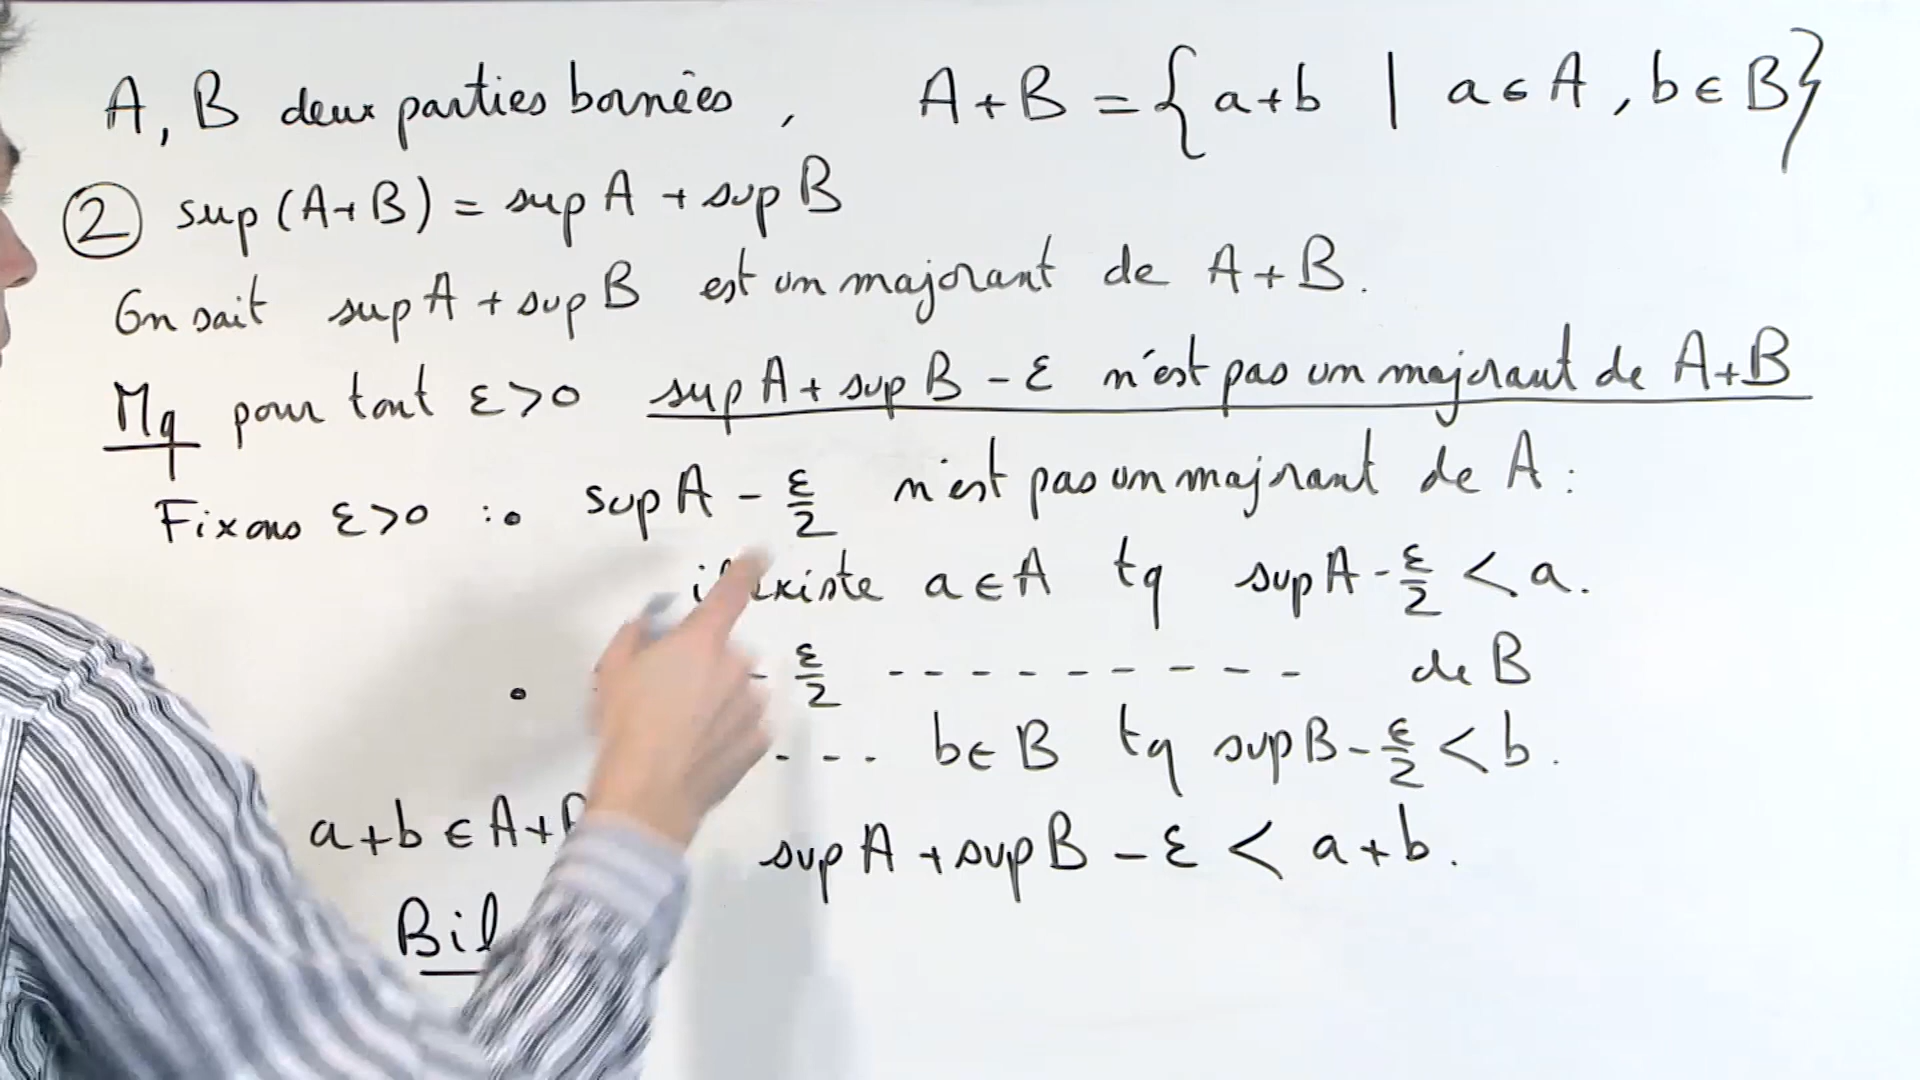 A, B deux parties bornées , A+B = {a+b | a∈A, b∈B}
② sup(A+B) = sup A + sup B
On sait sup A + sup B est un majorant de A+B.
Mq pour tout ε>0 sup A + sup B - ε n'est pas un majorant de A+B
Fixons ε>0 : • sup A - ε/2 n'est pas un majorant de A :
il existe a∈A tq sup A - ε/2 < a.
• - ε/2 - - - - - - - - - - de B
- - - b∈B tq sup B - ε/2 < b.
a+b ∈ A+ sup A + sup B - ε < a+b.
Bil